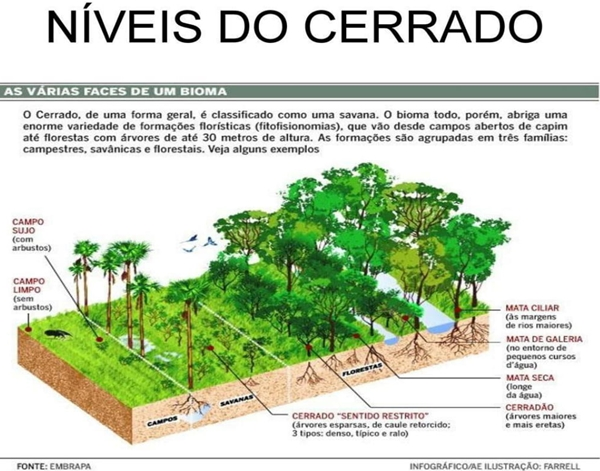 NÍVEIS DO CERRADO
AS VÁRIAS FACES DE UM BIOMA
O Cerrado, de uma forma geral, é classificado como uma savana. O bioma todo, porém, abriga uma
enorme variedade de formações florísticas (fitofisionomias), que vão desde campos abertos de capim
até florestas com árvores de até 30 metros de altura. As formações são agrupadas em três famílias:
campestres, savânicas e florestais. Veja alguns exemplos
CAMPO
SUJO
(com
arbustos)
CAMPO
LIMPO
(sem
arbustos)
MATA CILIAR
(às margens
de rios maiores)
MATA DE GALERIA
(no entorno de
pequenos cursos
d'água)
MATA SECA
(longe
da água)
CERRADÃO
(árvores maiores
e mais eretas)
CAMPOS
SAVANAS
FLORESTAS
CERRADO "SENTIDO RESTRITO"
(árvores esparsas, de caule retorcido;
3 tipos: denso, típico e ralo)
FONTE: EMBRAPA
INFOGRÁFICO/AE ILUSTRAÇÃO: FARRELL